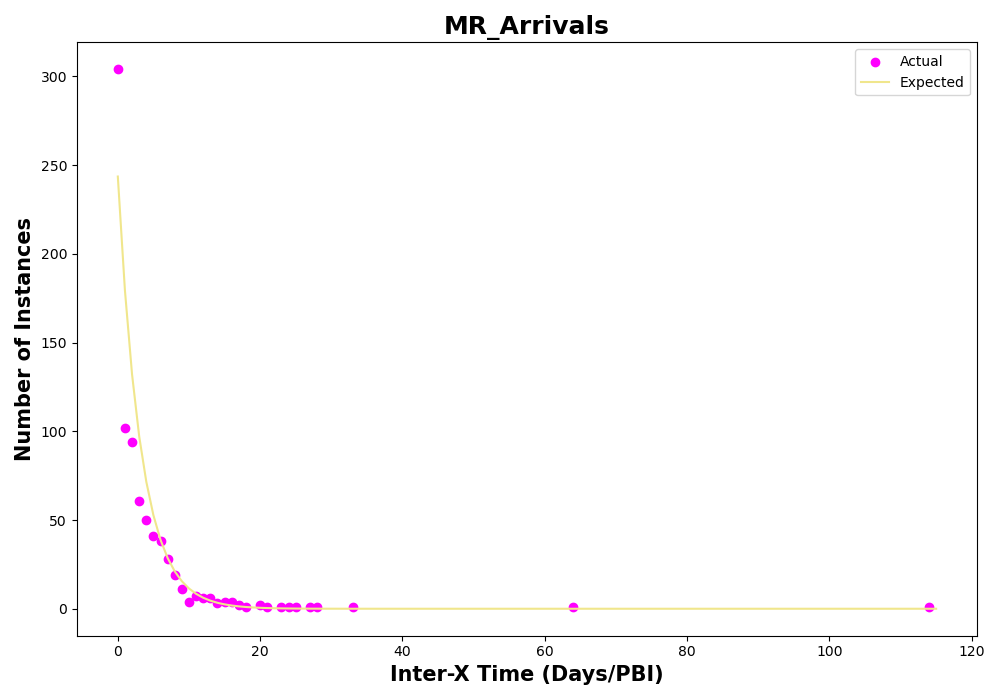 MR_Arrivals
Actual
Expected
Number of Instances
300
250
200
150
100
50
0
0 20 40 60 80 100 120
Inter-X Time (Days/PBI)